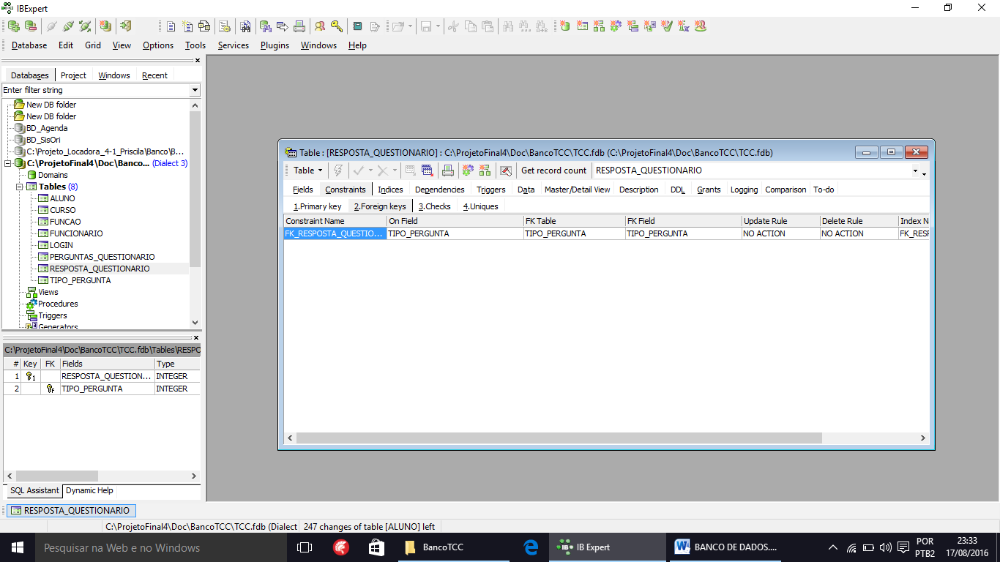 IBExpert
Database Edit Grid View Options Tools Services Plugins Windows Help
Databases Project Windows Recent
Enter filter string
New DB folder
New DB folder
BD_Agenda
BD_SisOri
C:\Projeto_Locadora_4-1_Priscila\Banco\B...
C:\ProjetoFinal4\Doc\Banco... (Dialect 3)
Domains
Tables (8)
ALUNO
CURSO
FUNCAO
FUNCIONARIO
LOGIN
PERGUNTAS_QUESTIONARIO
RESPOSTA_QUESTIONARIO
TIPO_PERGUNTA
Views
Procedures
Triggers
Generators
C:\ProjetoFinal4\Doc\BancoTCC\TCC.fdb\Tables\RESPO
# Key FK Fields Type
1 1 RESPOSTA_QUESTION... INTEGER
2 F TIPO_PERGUNTA INTEGER
SQL Assistant Dynamic Help
Table : [RESPOSTA_QUESTIONARIO] : C:\ProjetoFinal4\Doc\BancoTCC\TCC.fdb (C:\ProjetoFinal4\Doc\BancoTCC\TCC.fdb)
Table Get record count RESPOSTA_QUESTIONARIO
Fields Constraints Indices Dependencies Triggers Data Master/Detail View Description DDL Grants Logging Comparison To-do
1.Primary key 2.Foreign keys 3.Checks 4.Uniques
Constraint Name On Field FK Table FK Field Update Rule Delete Rule Index N
FK_RESPOSTA_QUESTIO... TIPO_PERGUNTA TIPO_PERGUNTA TIPO_PERGUNTA NO ACTION NO ACTION FK_RESP
RESPOSTA_QUESTIONARIO
C:\ProjetoFinal4\Doc\BancoTCC\TCC.fdb (Dialect 247 changes of table [ALUNO] left
Pesquisar na Web e no Windows BancoTCC IB Expert BANCO DE DADOS.... POR 23:33
PTB2 17/08/2016